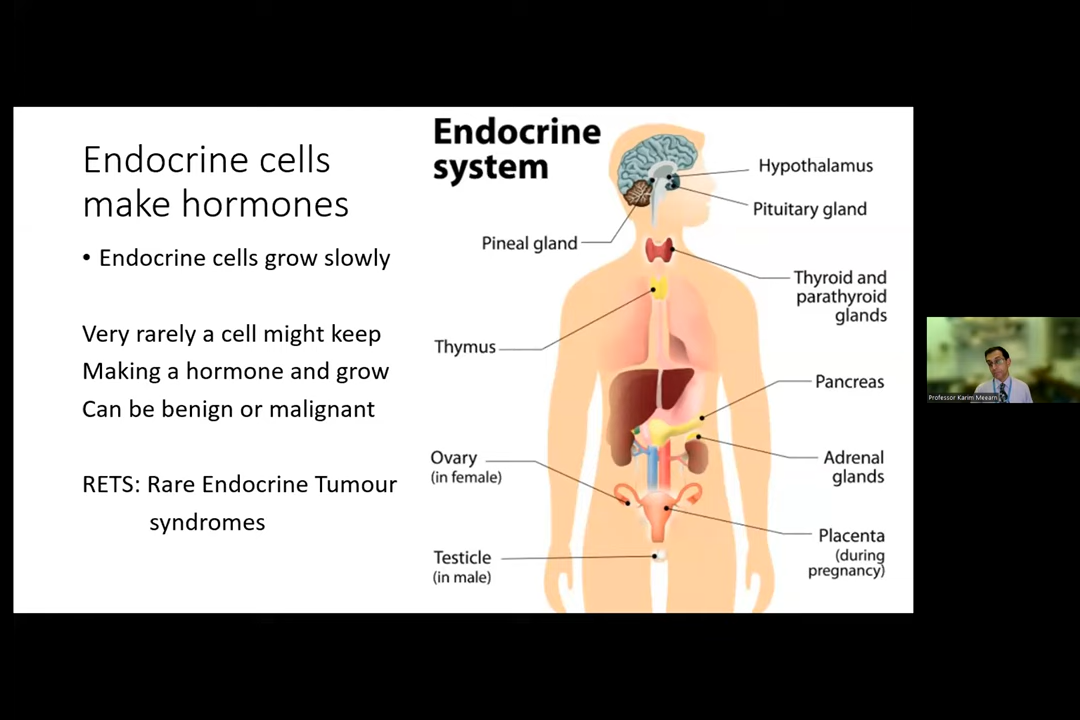 Endocrine cells
make hormones
• Endocrine cells grow slowly
Very rarely a cell might keep
Making a hormone and grow
Can be benign or malignant
RETS: Rare Endocrine Tumour
syndromes
Endocrine
system
Hypothalamus
Pituitary gland
Pineal gland
Thyroid and
parathyroid
glands
Thymus
Pancreas
Ovary
(in female)
Adrenal
glands
Placenta
(during
pregnancy)
Testicle
(in male)
Professor Karim Meeran